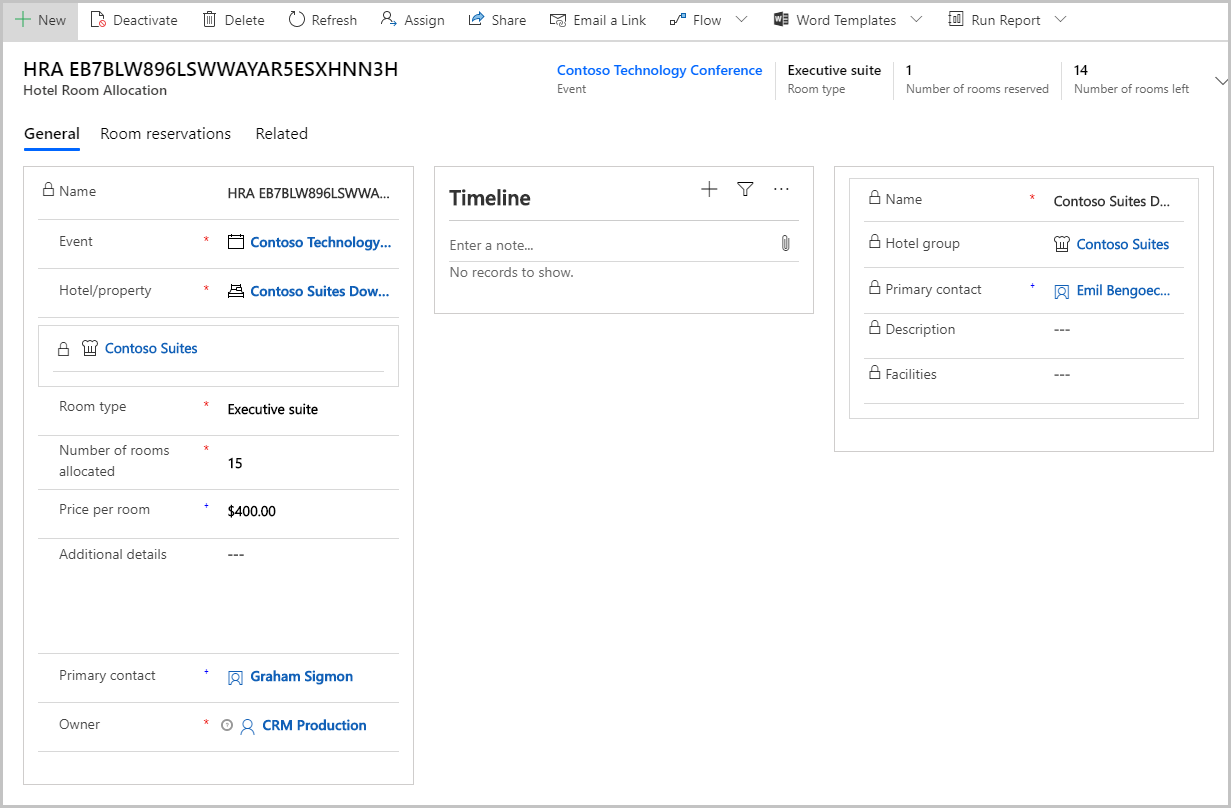 New Deactivate Delete Refresh Assign Share Email a Link Flow Word Templates Run Report
HRA EB7BLW896LSWWAYAR5ESXHNN3H
Hotel Room Allocation
Contoso Technology Conference
Event
Executive suite
Room type
1
Number of rooms reserved
14
Number of rooms left
General Room reservations Related
Name HRA EB7BLW896LSWWA...
Event * Contoso Technology...
Hotel/property * Contoso Suites Dow...
Contoso Suites
Room type * Executive suite
Number of rooms
allocated * 15
Price per room + $400.00
Additional details ---
Primary contact + Graham Sigmon
Owner * CRM Production
Timeline
Enter a note...
No records to show.
Name * Contoso Suites D...
Hotel group Contoso Suites
Primary contact + Emil Bengoec...
Description ---
Facilities ---